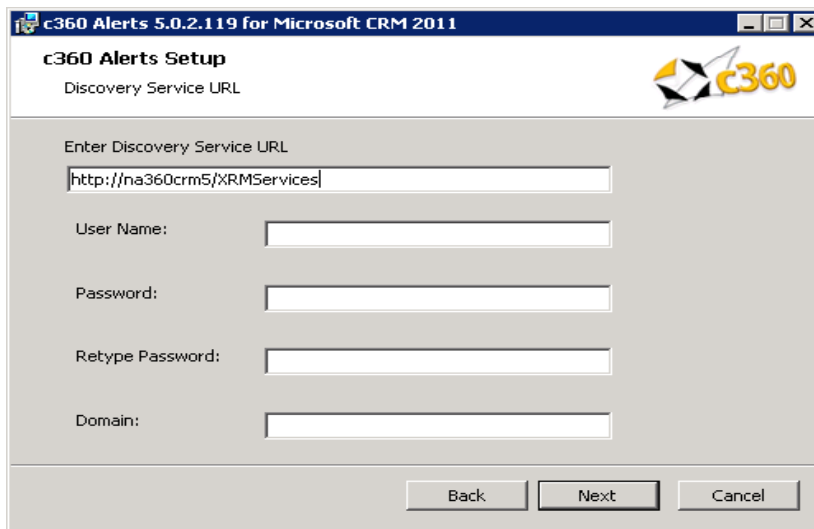 c360 Alerts 5.0.2.119 for Microsoft CRM 2011
c360 Alerts Setup
Discovery Service URL
c360
Enter Discovery Service URL
http://na360crm5/XRMServices
User Name:
Password:
Retype Password:
Domain:
Back Next Cancel